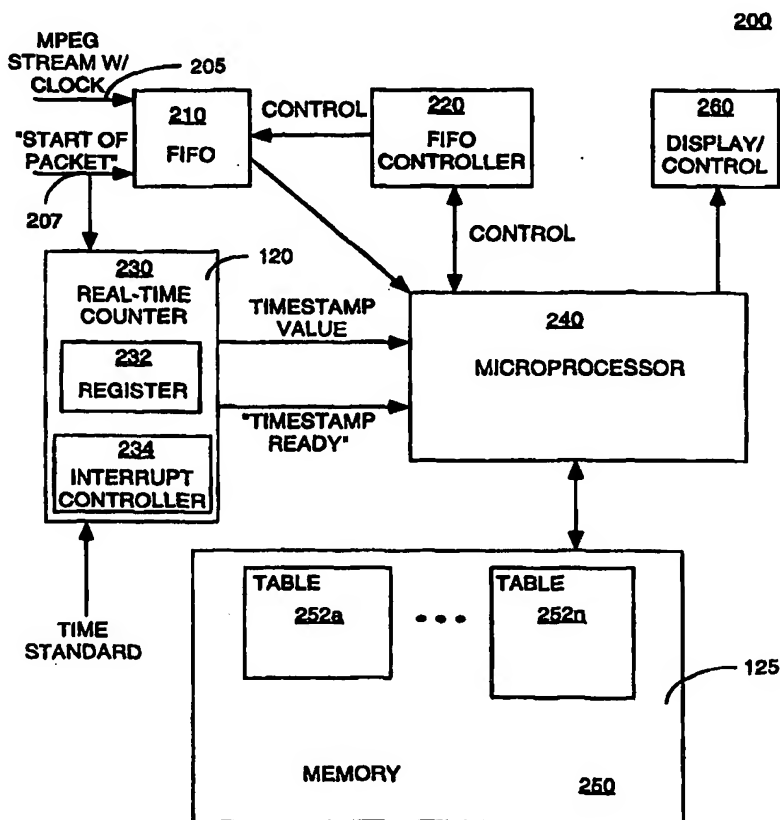 200
MPEG
STREAM W/
CLOCK
205
"START OF
PACKET"
207
210
FIFO
CONTROL
220
FIFO
CONTROLLER
260
DISPLAY/
CONTROL
CONTROL
230
REAL-TIME
COUNTER
120
232
REGISTER
234
INTERRUPT
CONTROLLER
TIMESTAMP
VALUE
"TIMESTAMP
READY"
240
MICROPROCESSOR
TIME
STANDARD
TABLE
252a
TABLE
252n
125
MEMORY
250